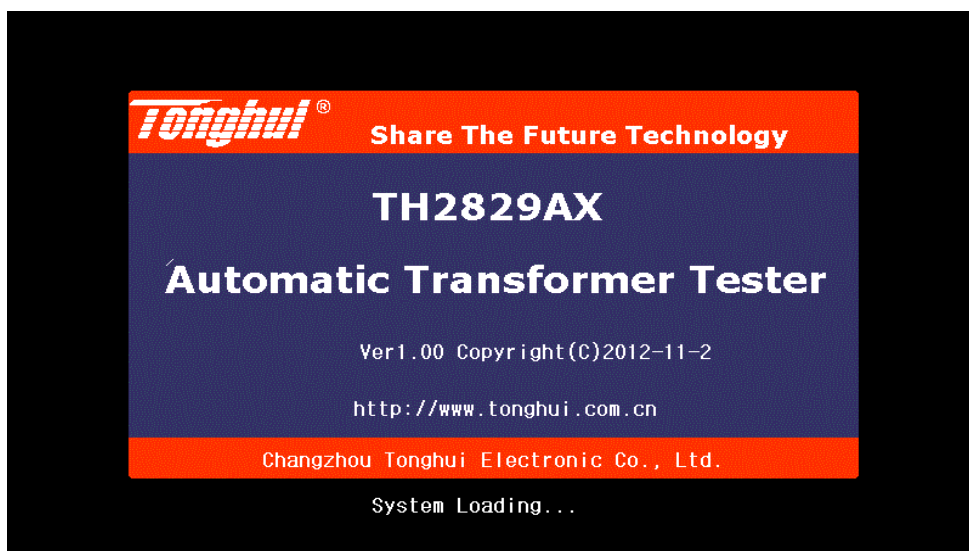 Tonghui®
Share The Future Technology
TH2829AX
Automatic Transformer Tester
Ver1.00 Copyright(C)2012-11-2
http://www.tonghui.com.cn
Changzhou Tonghui Electronic Co., Ltd.
System Loading...